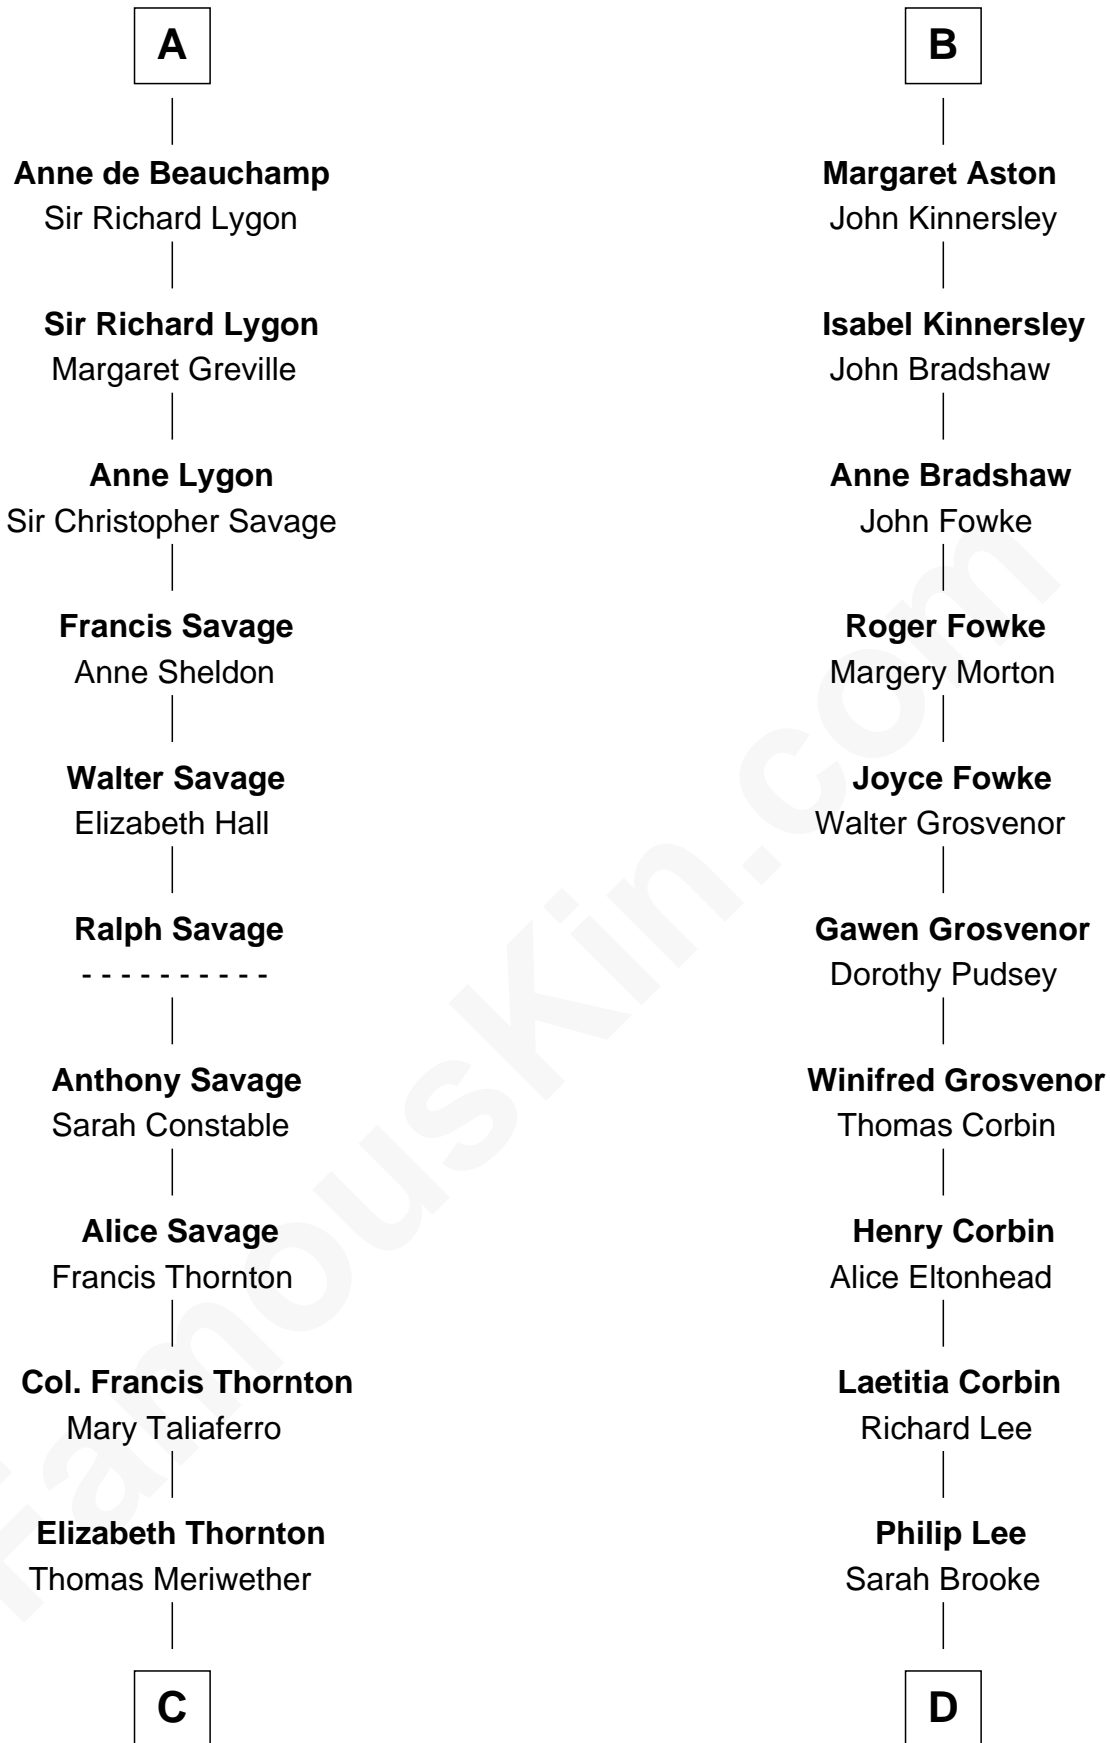 A
Anne de Beauchamp
Sir Richard Lygon
Sir Richard Lygon
Margaret Greville
Anne Lygon
Sir Christopher Savage
Francis Savage
Anne Sheldon
Walter Savage
Elizabeth Hall
Ralph Savage
- - - - - - - - - -
Anthony Savage
Sarah Constable
Alice Savage
Francis Thornton
Col. Francis Thornton
Mary Taliaferro
Elizabeth Thornton
Thomas Meriwether
C
B
Margaret Aston
John Kinnersley
Isabel Kinnersley
John Bradshaw
Anne Bradshaw
John Fowke
Roger Fowke
Margery Morton
Joyce Fowke
Walter Grosvenor
Gawen Grosvenor
Dorothy Pudsey
Winifred Grosvenor
Thomas Corbin
Henry Corbin
Alice Eltonhead
Laetitia Corbin
Richard Lee
Philip Lee
Sarah Brooke
D
FamousKin.com